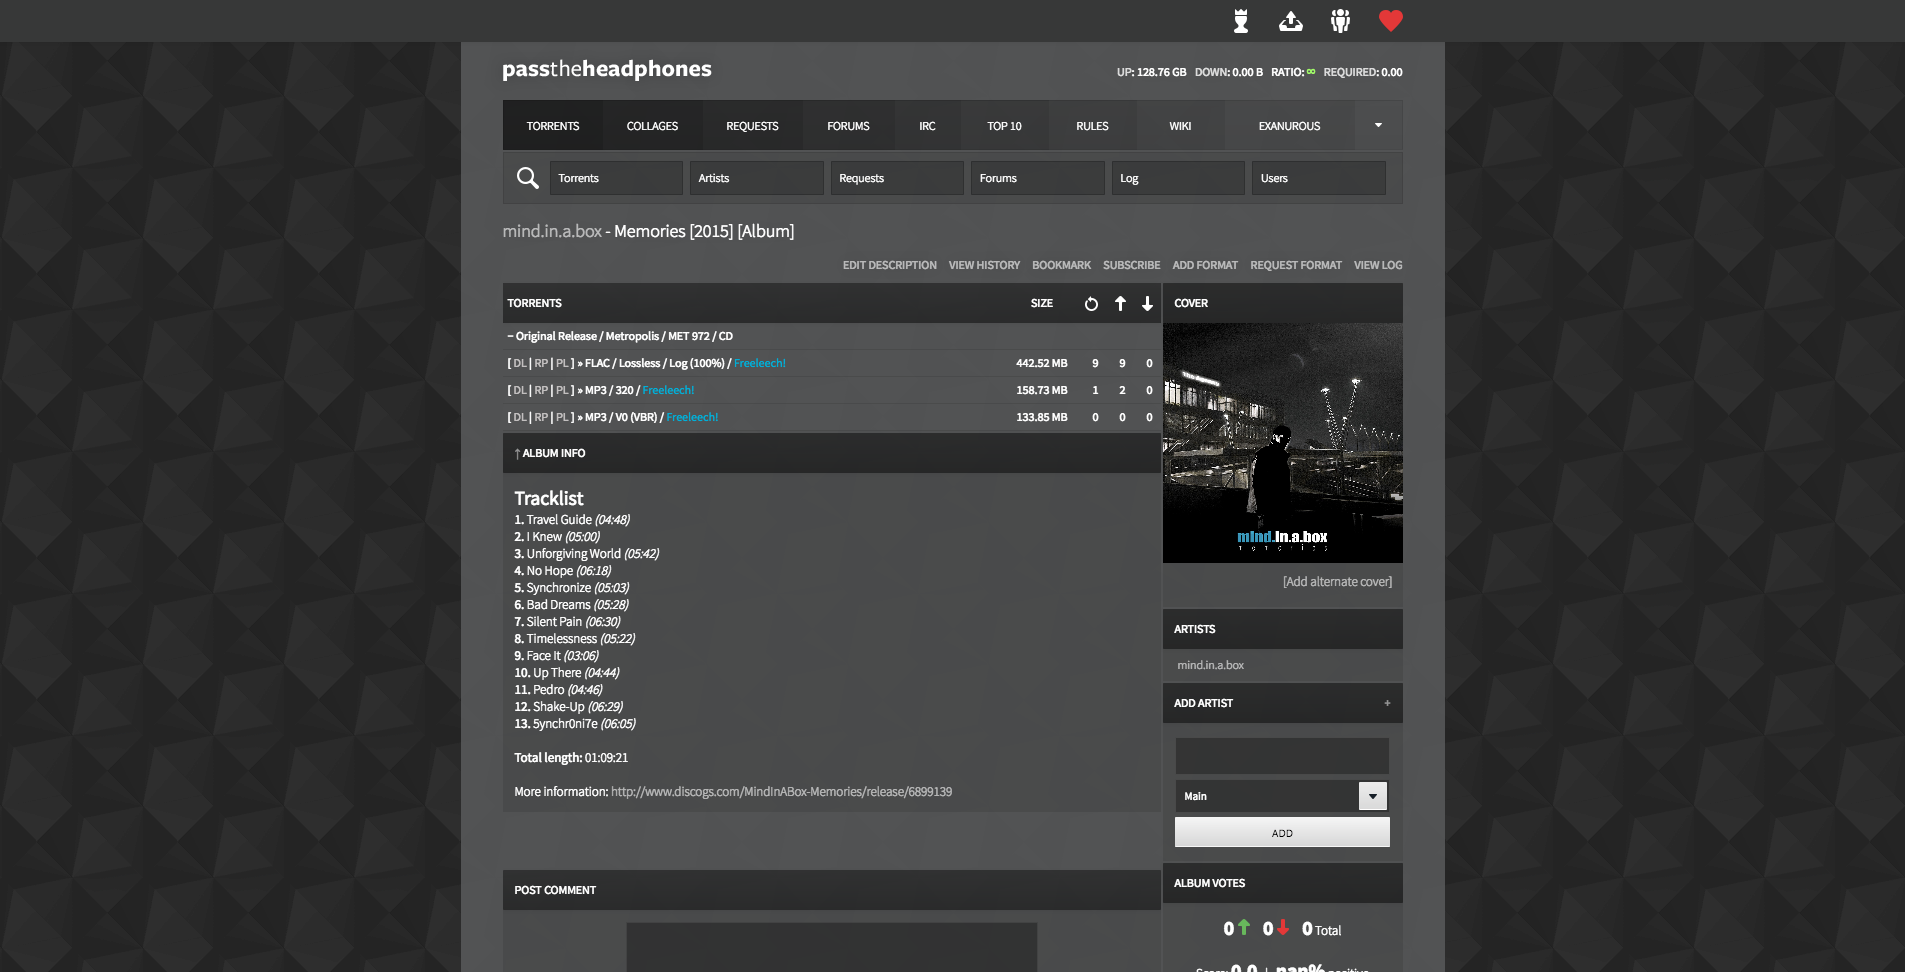 passtheheadphones
UP: 128.76 GB DOWN: 0.00 B RATIO: ∞ REQUIRED: 0.00
TORRENTS COLLAGES REQUESTS FORUMS IRC TOP 10 RULES WIKI EXANUROUS
Torrents Artists Requests Forums Log Users
mind.in.a.box - Memories [2015] [Album]
EDIT DESCRIPTION VIEW HISTORY BOOKMARK SUBSCRIBE ADD FORMAT REQUEST FORMAT VIEW LOG
TORRENTS SIZE
− Original Release / Metropolis / MET 972 / CD
[ DL | RP | PL ] » FLAC / Lossless / Log (100%) / Freeleech! 442.52 MB 9 9 0
[ DL | RP | PL ] » MP3 / 320 / Freeleech! 158.73 MB 1 2 0
[ DL | RP | PL ] » MP3 / V0 (VBR) / Freeleech! 133.85 MB 0 0 0
↑ ALBUM INFO
Tracklist
1. Travel Guide (04:48)
2. I Knew (05:00)
3. Unforgiving World (05:42)
4. No Hope (06:18)
5. Synchronize (05:03)
6. Bad Dreams (05:28)
7. Silent Pain (06:30)
8. Timelessness (05:22)
9. Face It (03:06)
10. Up There (04:44)
11. Pedro (04:46)
12. Shake-Up (06:29)
13. 5ynchr0ni7e (06:05)
Total length: 01:09:21
More information: http://www.discogs.com/MindInABox-Memories/release/6899139
POST COMMENT
COVER
mind.in.a.box
memories
[Add alternate cover]
ARTISTS
mind.in.a.box
ADD ARTIST +
Main
ADD
ALBUM VOTES
0 0 0 Total
Score: 0.0 | nan% positive